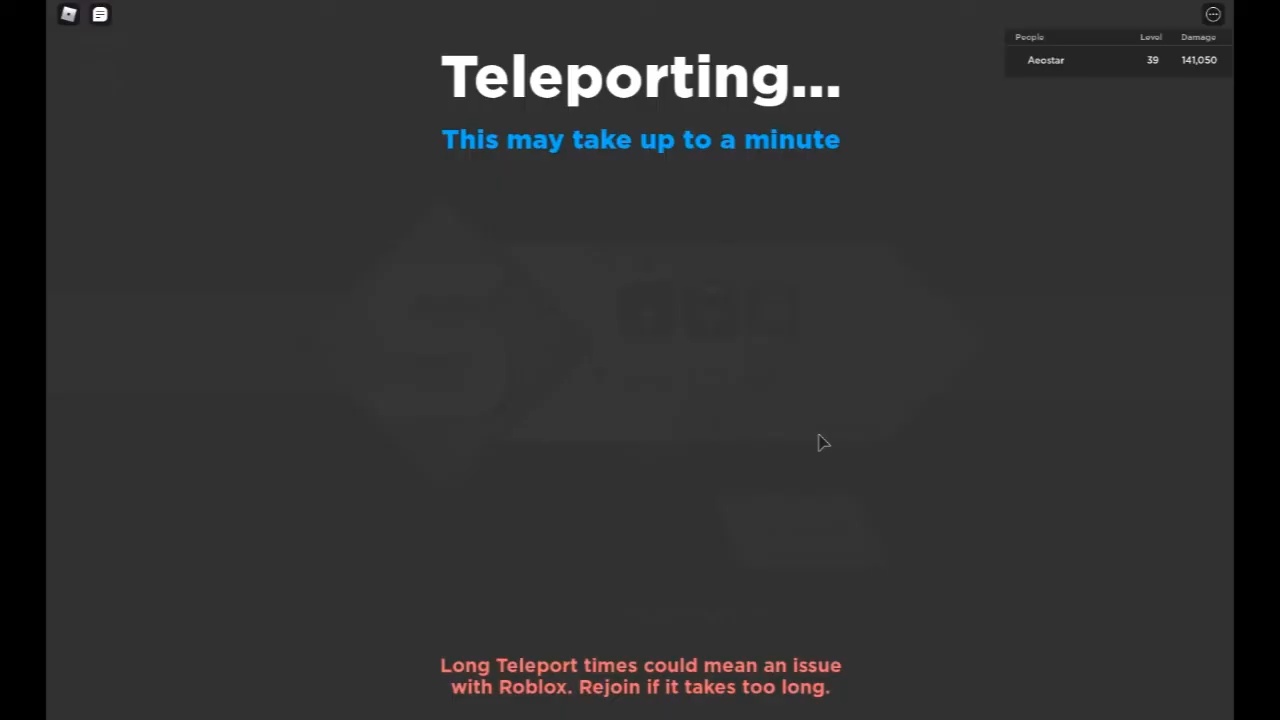 People Level Damage
Aeostar 39 141,050
Teleporting...
This may take up to a minute
Long Teleport times could mean an issue
with Roblox. Rejoin if it takes too long.